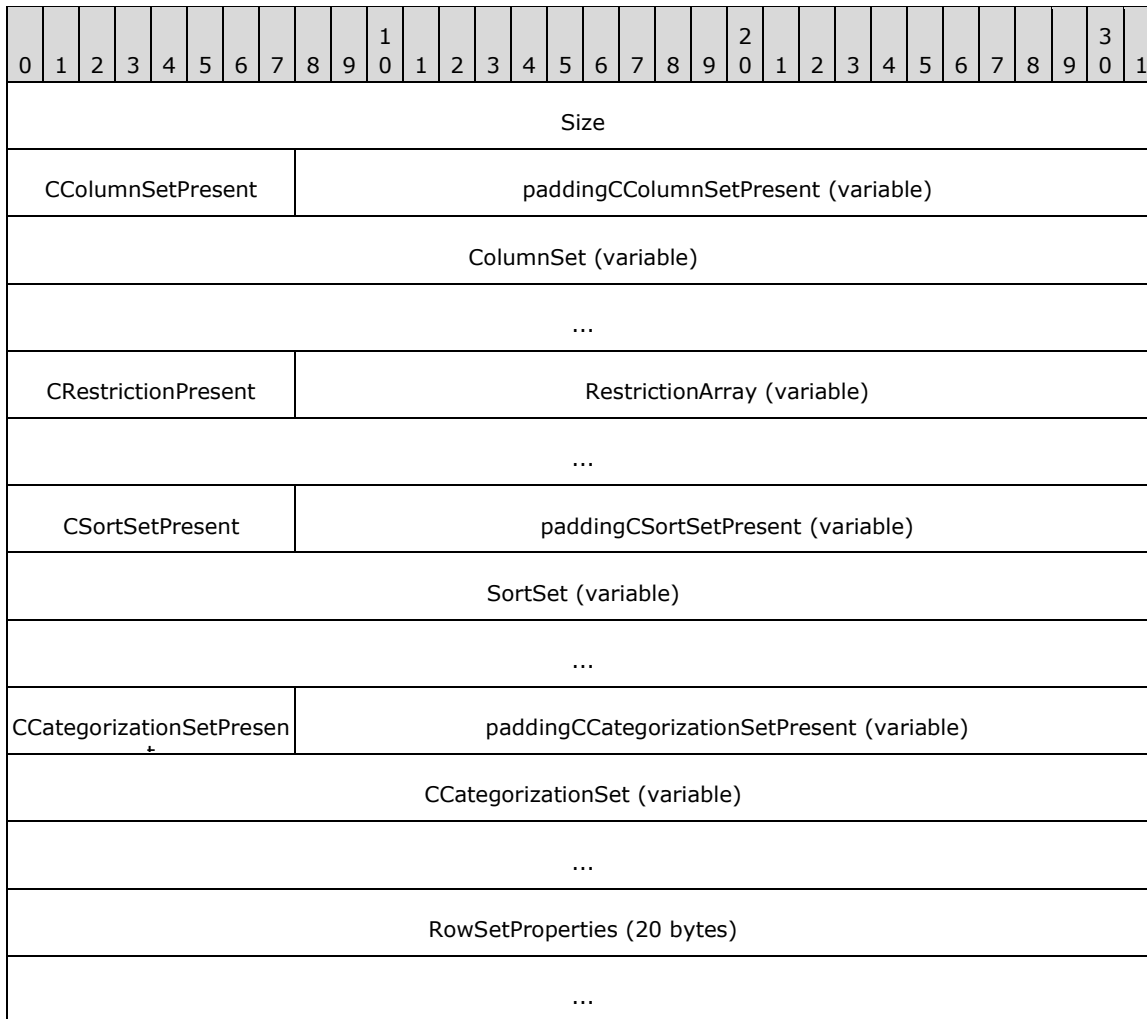 1 2 3
0 1 2 3 4 5 6 7 8 9 0 1 2 3 4 5 6 7 8 9 0 1 2 3 4 5 6 7 8 9 0 1
Size
CColumnSetPresent paddingCColumnSetPresent (variable)
ColumnSet (variable)
...
CRestrictionPresent RestrictionArray (variable)
...
CSortSetPresent paddingCSortSetPresent (variable)
SortSet (variable)
...
CCategorizationSetPresen paddingCCategorizationSetPresent (variable)
t
CCategorizationSet (variable)
...
RowSetProperties (20 bytes)
...